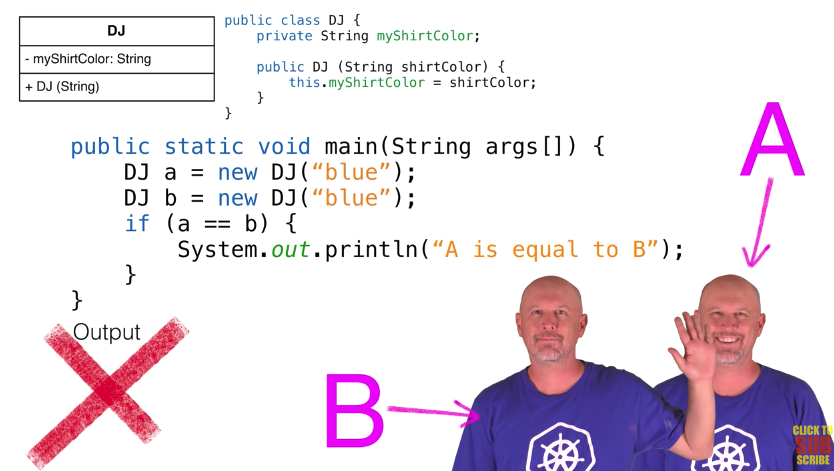 DJ
- myShirtColor: String
+ DJ (String)
public class DJ {
private String myShirtColor;
public DJ (String shirtColor) {
this.myShirtColor = shirtColor;
}
}
public static void main(String args[]) {
DJ a = new DJ(“blue”);
DJ b = new DJ(“blue”);
if (a == b) {
System.out.println(“A is equal to B”);
}
}
Output
A
B
CLICK TO
SUB
SCRIBE